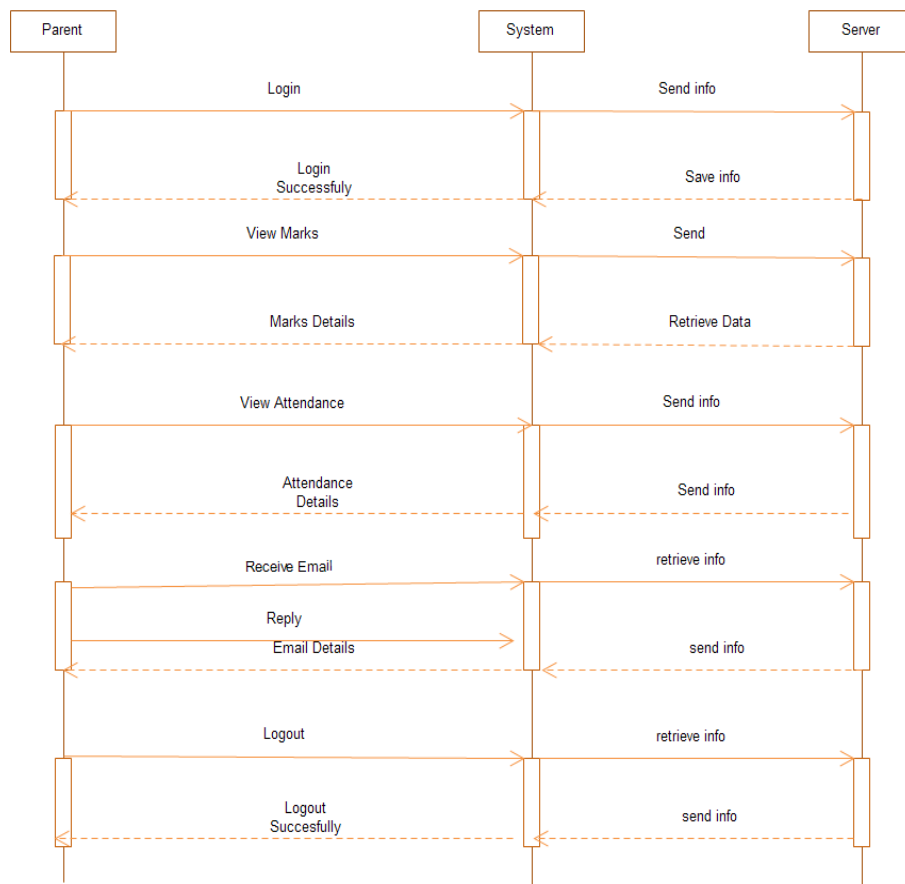 Parent
System
Server
Login
Send info
Login
Successfuly
Save info
View Marks
Send
Marks Details
Retrieve Data
View Attendance
Send info
Attendance
Details
Send info
Receive Email
retrieve info
Reply
Email Details
send info
Logout
retrieve info
Logout
Succesfully
send info